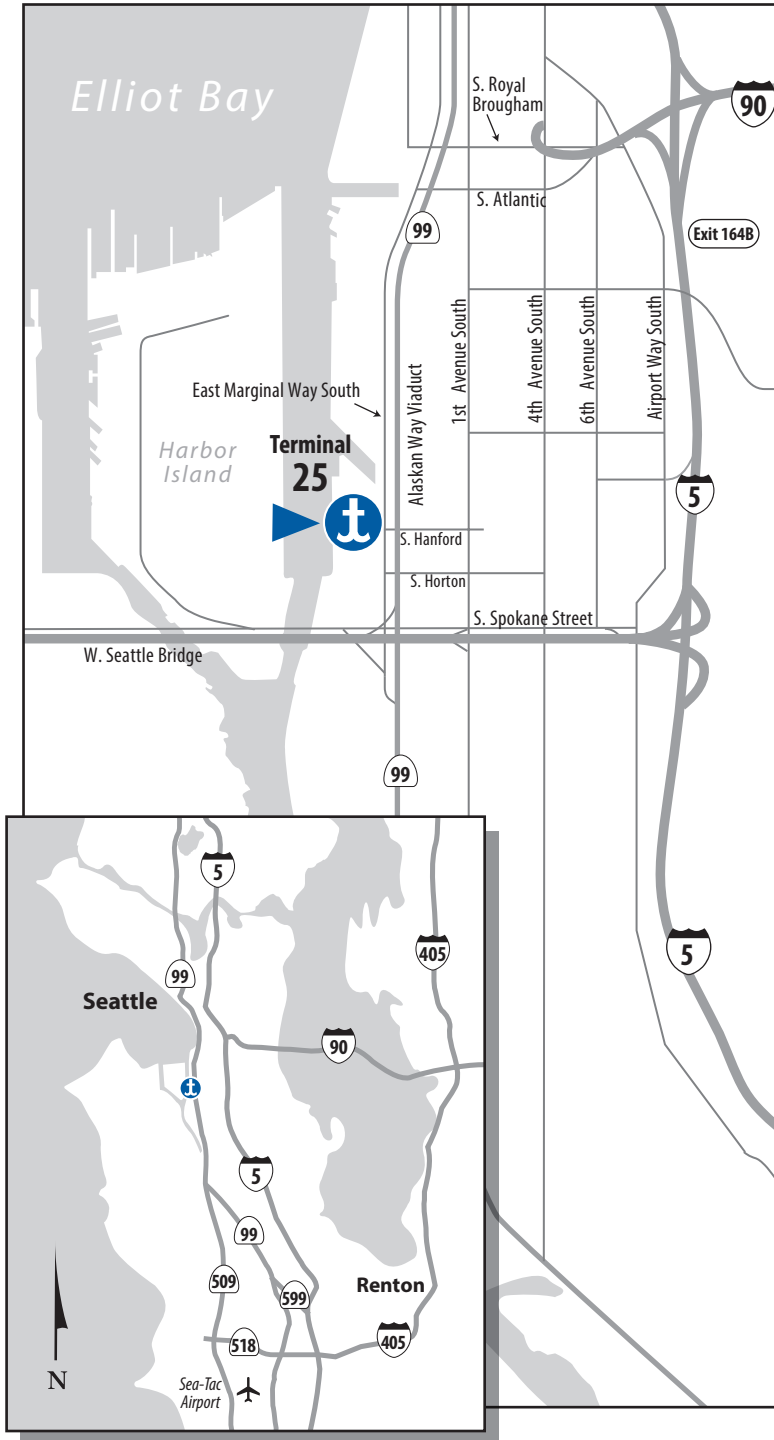 Elliot Bay
S. Royal
Brougham
90
S. Atlantic
99
Exit 164B
East Marginal Way South
Alaskan Way Viaduct
1st Avenue South
4th Avenue South
6th Avenue South
Airport Way South
Harbor
Island
Terminal
25
5
S. Hanford
S. Horton
S. Spokane Street
W. Seattle Bridge
99
5
5
405
99
Seattle
90
5
99
509
599
Renton
518
405
Sea-Tac
Airport
N